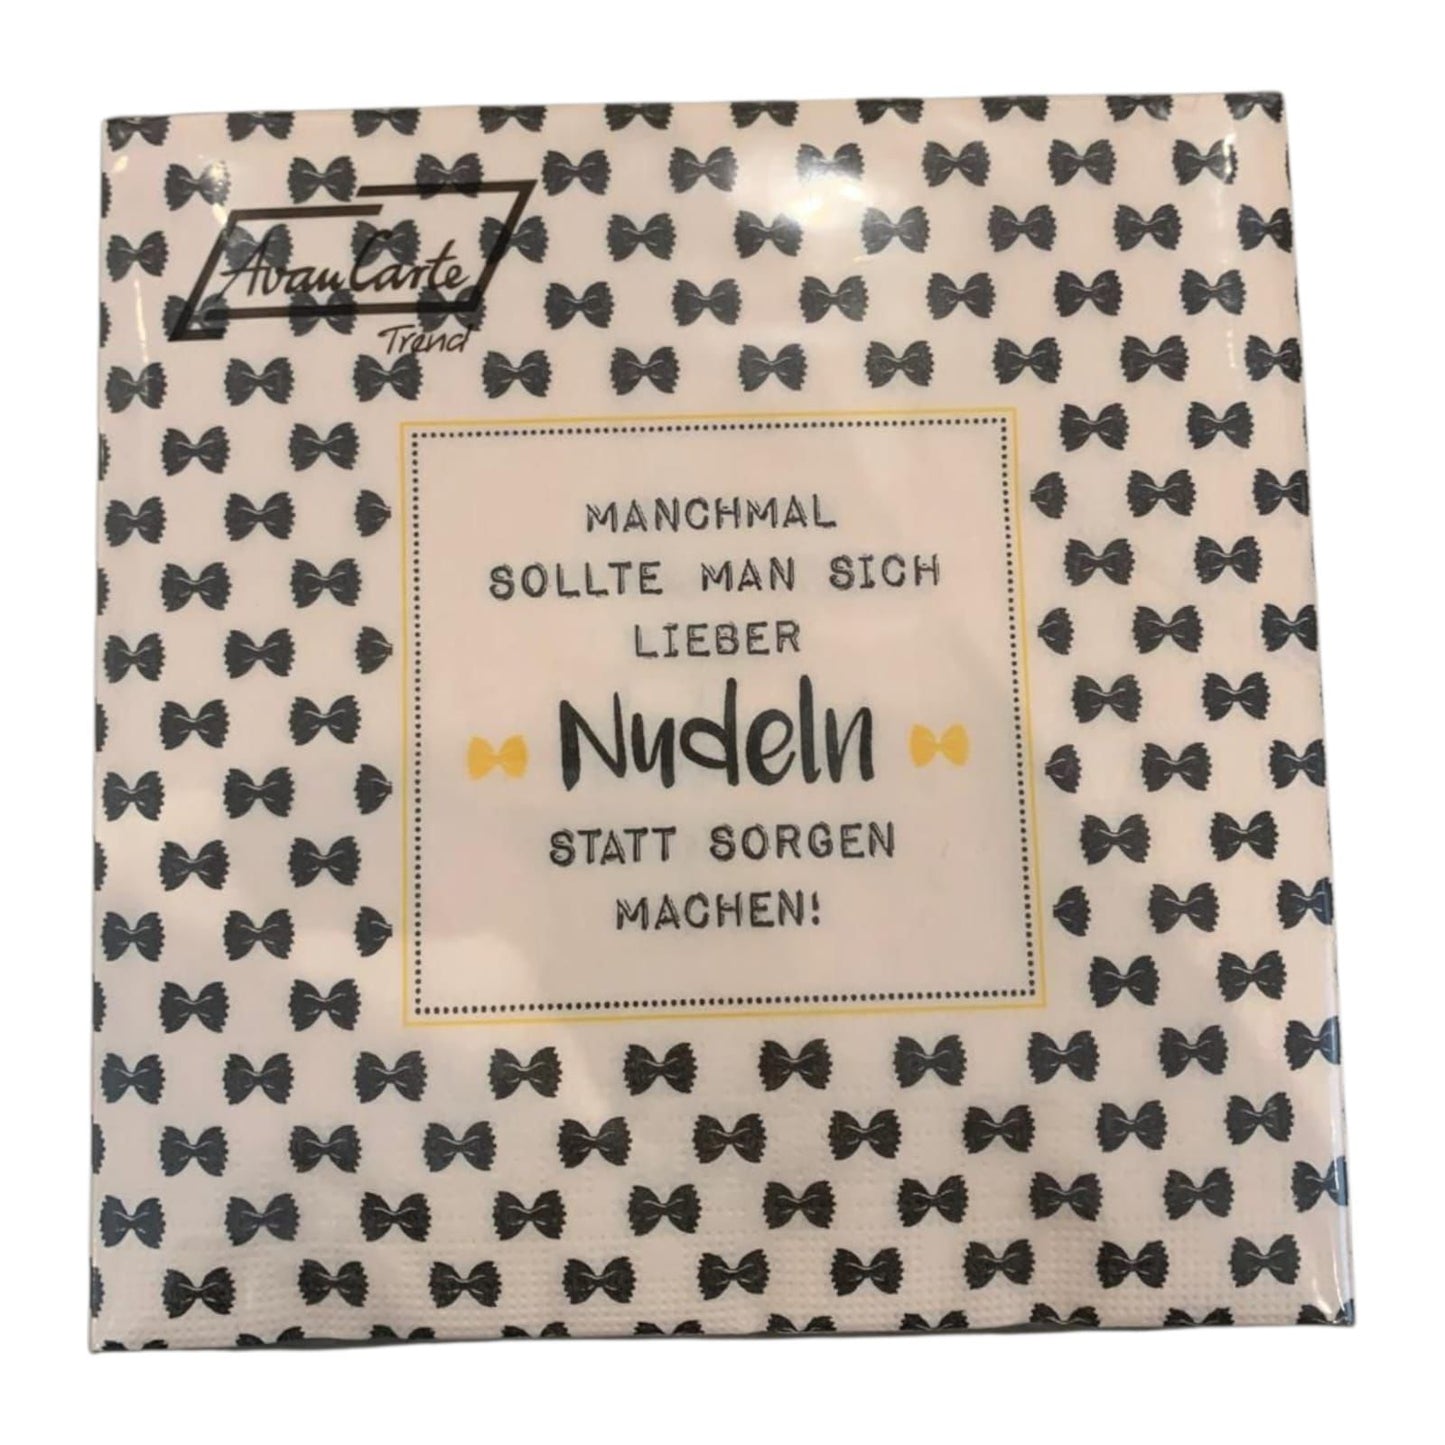 AvanCarte
Trend
MANCHMAL
SOLLTE MAN SICH
LIEBER
Nudeln
STATT SORGEN
MACHEN!